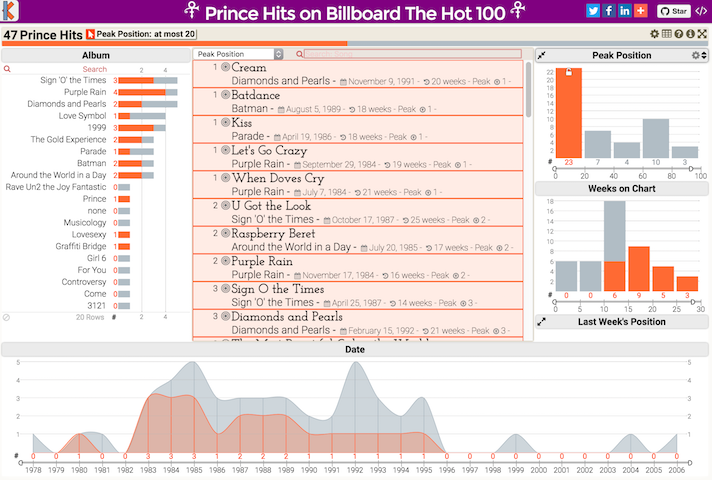 Prince Hits on Billboard The Hot 100
Star
47 Prince Hits Peak Position: at most 20
Album
Search
2 4
Sign 'O' the Times 3
Purple Rain 4
Diamonds and Pearls 2
Love Symbol 1
1999 3
The Gold Experience 2
Parade 1
Batman 2
Around the World in a Day 2
Rave Un2 the Joy Fantastic 0
Prince 1
none 0
Musicology 0
Lovesexy 1
Graffiti Bridge 1
Girl 6 0
For You 0
Controversy 0
Come 0
3121 0
20 Rows # 2 4
Peak Position
1 Cream
Diamonds and Pearls - November 9, 1991 - 20 weeks - Peak 1 -
1 Batdance
Batman - August 5, 1989 - 18 weeks - Peak 1 -
1 Kiss
Parade - April 19, 1986 - 18 weeks - Peak 1 -
1 Let's Go Crazy
Purple Rain - September 29, 1984 - 19 weeks - Peak 1 -
1 When Doves Cry
Purple Rain - July 7, 1984 - 21 weeks - Peak 1 -
2 U Got the Look
Sign 'O' the Times - October 17, 1987 - 25 weeks - Peak 2 -
2 Raspberry Beret
Around the World in a Day - July 20, 1985 - 17 weeks - Peak 2 -
2 Purple Rain
Purple Rain - November 17, 1984 - 16 weeks - Peak 2 -
3 Sign O the Times
Sign 'O' the Times - April 25, 1987 - 14 weeks - Peak 3 -
3 Diamonds and Pearls
Diamonds and Pearls - February 15, 1992 - 21 weeks - Peak 3 -
Peak Position
22
20
18
16
14
12
10
8
6
4
2
# 23 7 4 10 3
0 20 40 60 80 100
Weeks on Chart
18
16
14
12
10
8
6
4
2
# 0 0 6 9 5 3
0 5 10 15 20 25 30
Last Week's Position
Date
5 5
4 4
3 3
2 2
1 1
# 0 0 1 0 0 3 3 3 1 2 2 2 1 1 1 1 1 1 0 0 0 0 0 0 0 0 0 0 0 0
1978 1979 1980 1981 1982 1983 1984 1985 1986 1987 1988 1989 1990 1991 1992 1993 1994 1995 1996 1997 1998 1999 2000 2001 2002 2003 2004 2005 2006